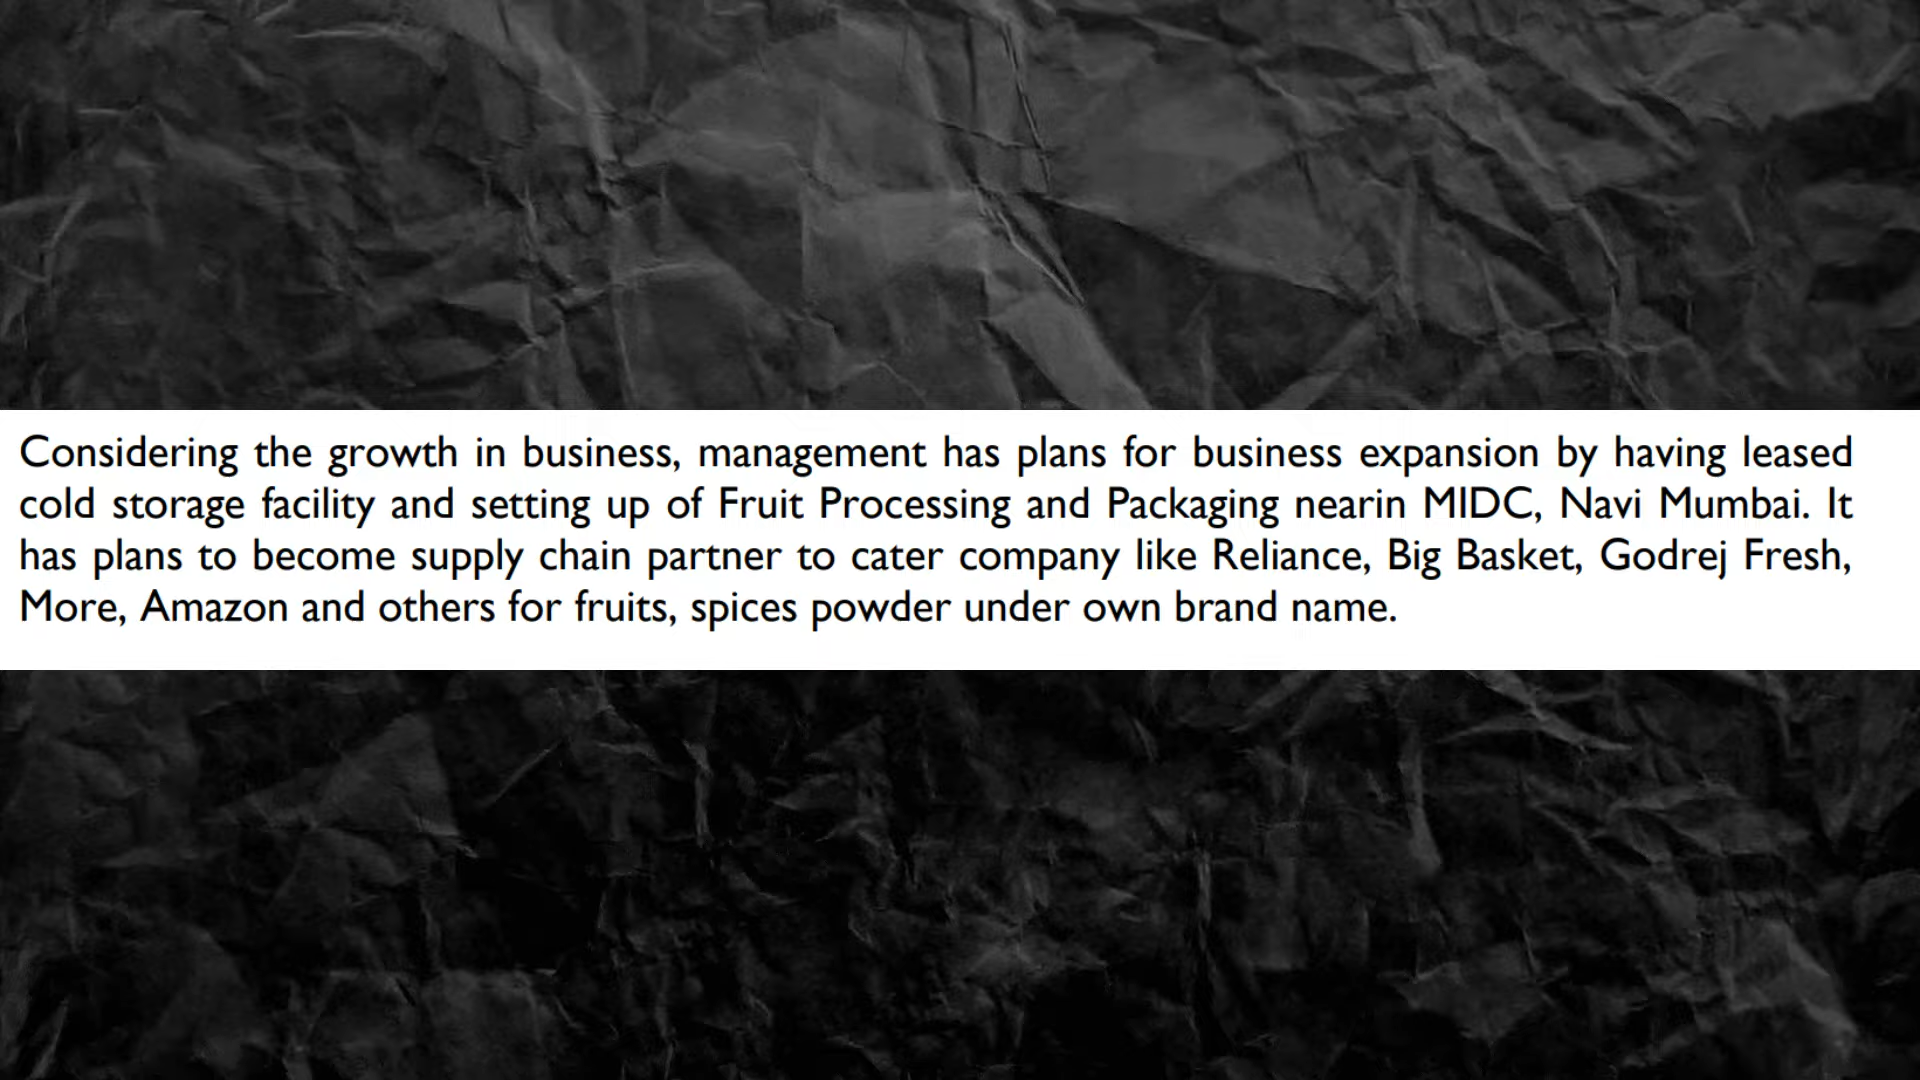 Considering the growth in business, management has plans for business expansion by having leased
cold storage facility and setting up of Fruit Processing and Packaging nearin MIDC, Navi Mumbai. It
has plans to become supply chain partner to cater company like Reliance, Big Basket, Godrej Fresh,
More, Amazon and others for fruits, spices powder under own brand name.